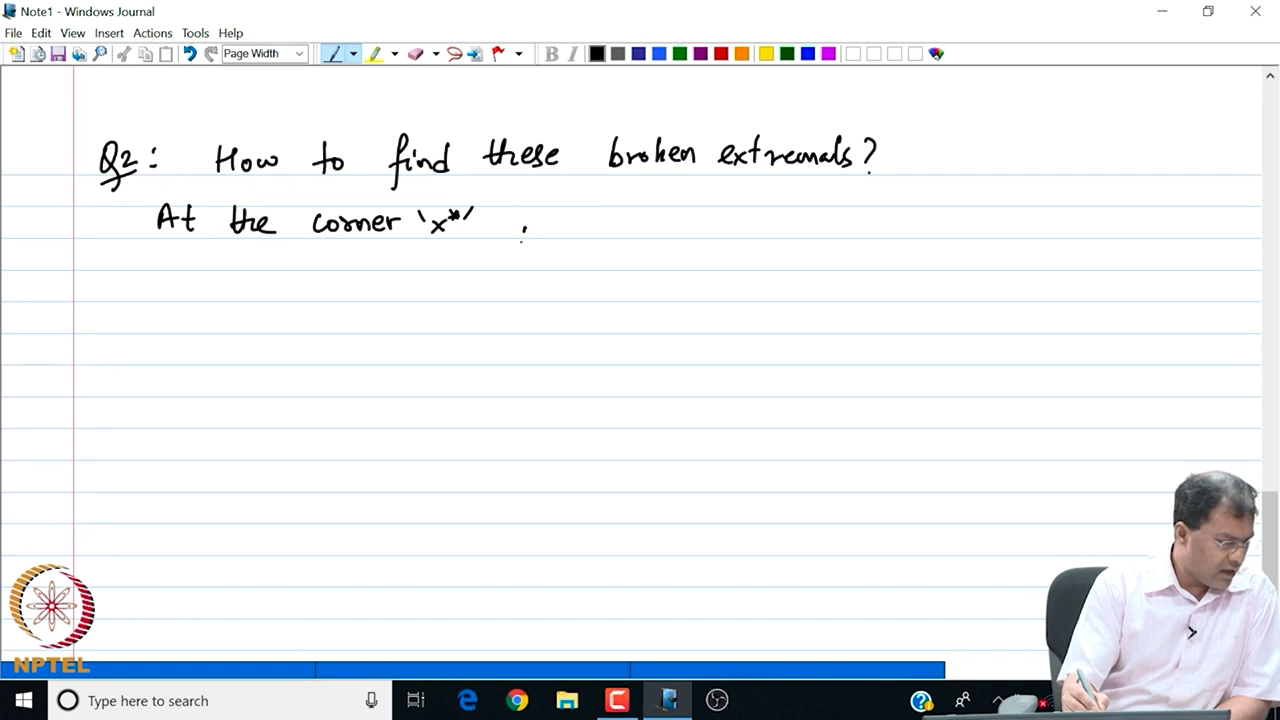 Note1 - Windows Journal
File Edit View Insert Actions Tools Help
Page Width
B I
Q2: How to find these broken extremals?
At the corner 'x*'
NPTEL
Type here to search